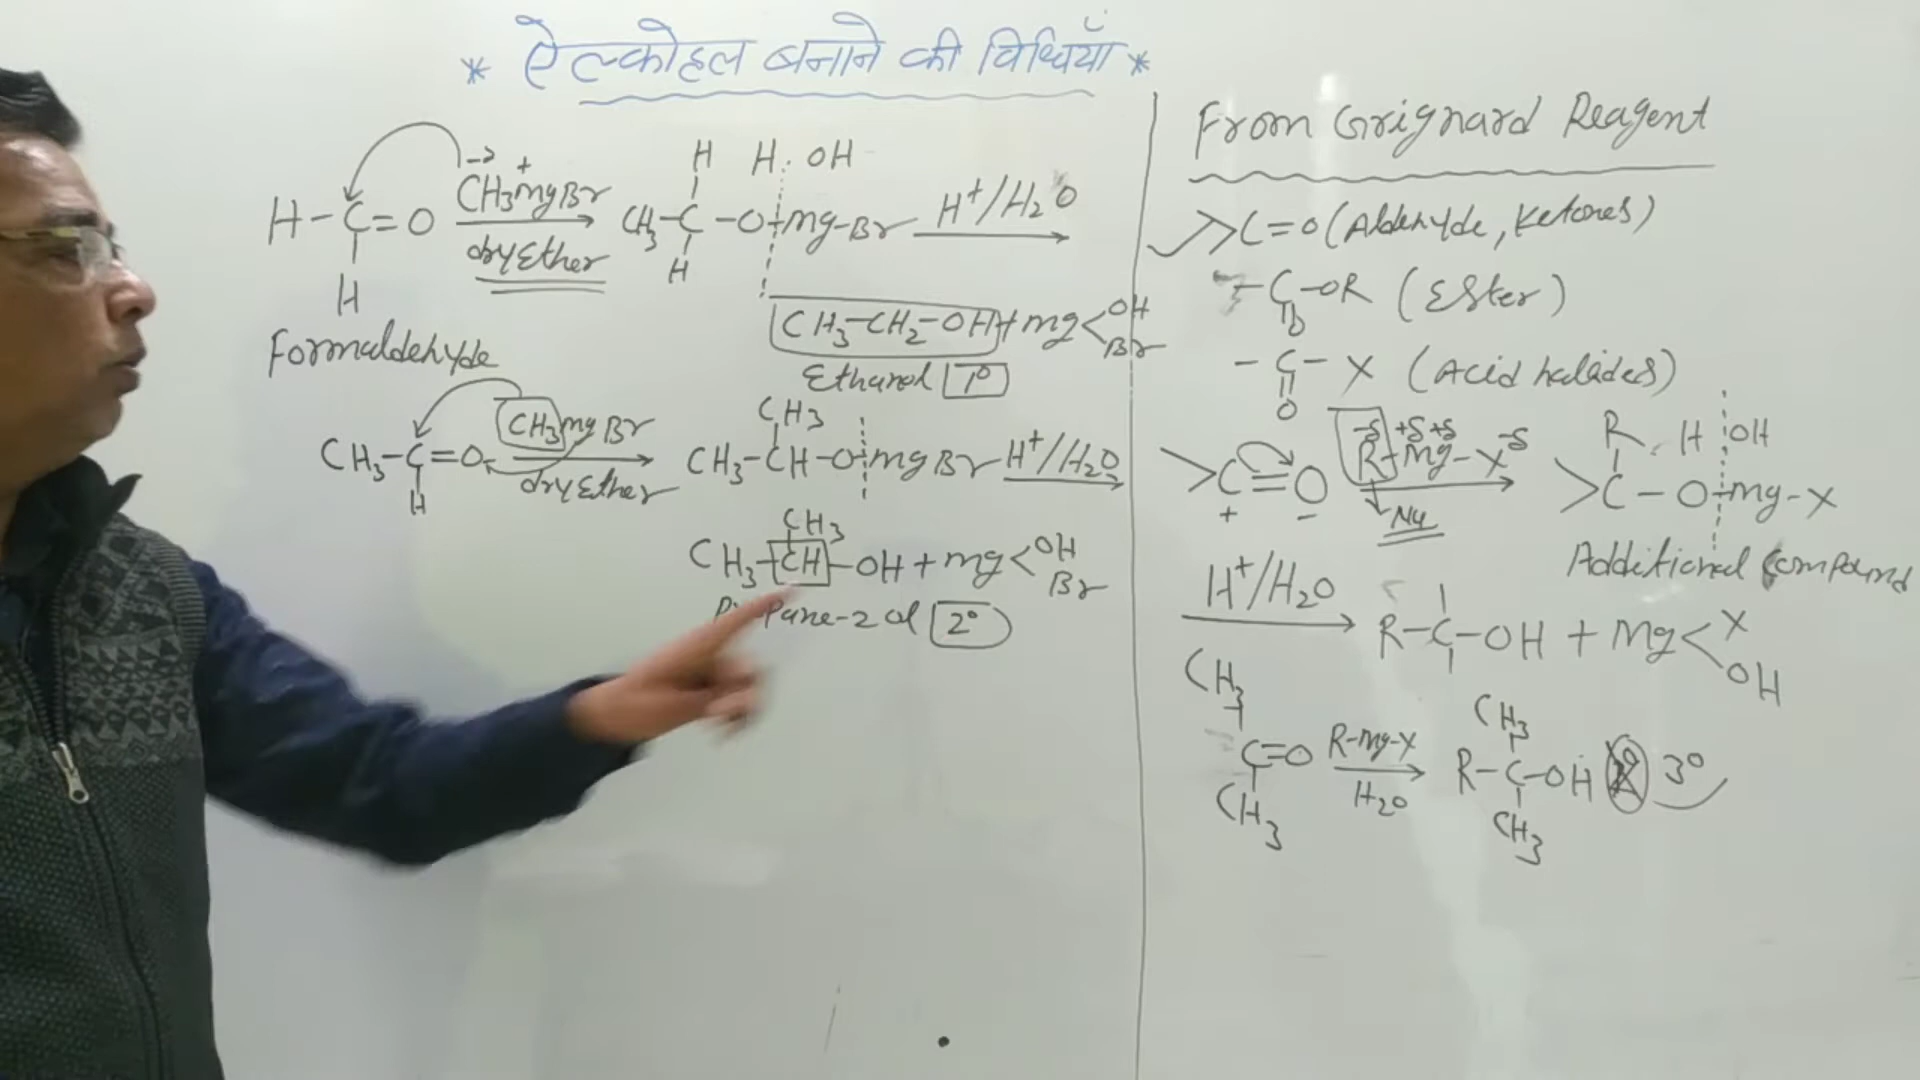 * ऐल्कोहल बनाने की विधियाँ *
H H. OH
- +
H-C=O CH3mgBr CH3-C-O-mg-Br H+/H2O
dry Ether
H H
Formaldehyde
CH3-CH2-OH+mg<OH Br
Ethanol 1°
CH3
CH3-C=O CH3mgBr CH3-CH-O-mgBr H+/H2O
H dry Ether
CH3
CH3-CH-OH+mg<OH Br
Propane-2 ol 2°
From Grignard Reagent
>C=O (Aldehyde, Ketones)
-C-OR (Ester)
O
-C-X (Acid halides)
O
-δ +δ +δ -δ R H OH
>C=O R-Mg-X >C-O-mg-X
+ - Nu
Additional Compound
H+/H2O R-C-OH + Mg<X OH
CH3 CH3
C=O R-Mg-X R-C-OH 3°
CH3 H2O CH3